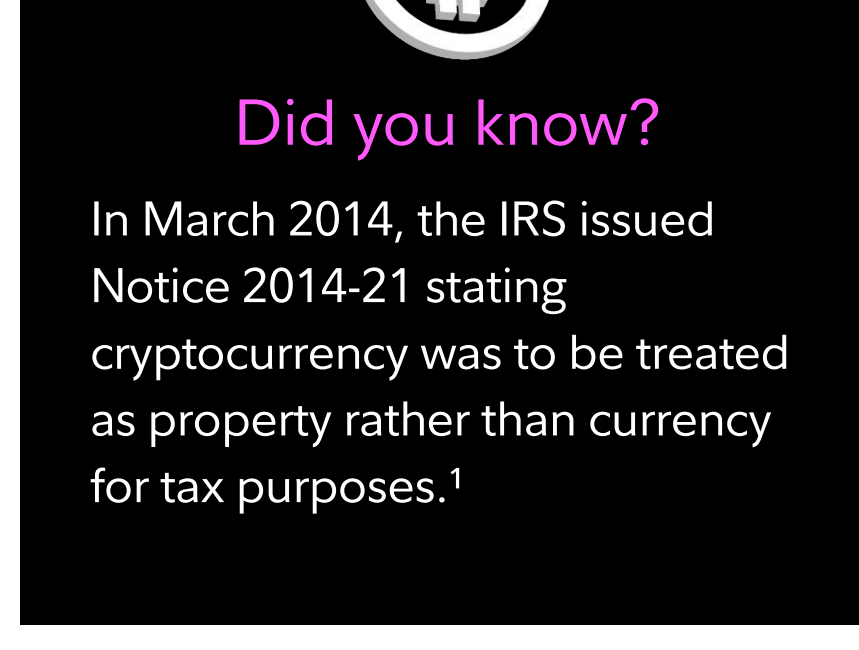 Did you know?
In March 2014, the IRS issued
Notice 2014-21 stating
cryptocurrency was to be treated
as property rather than currency
for tax purposes.¹